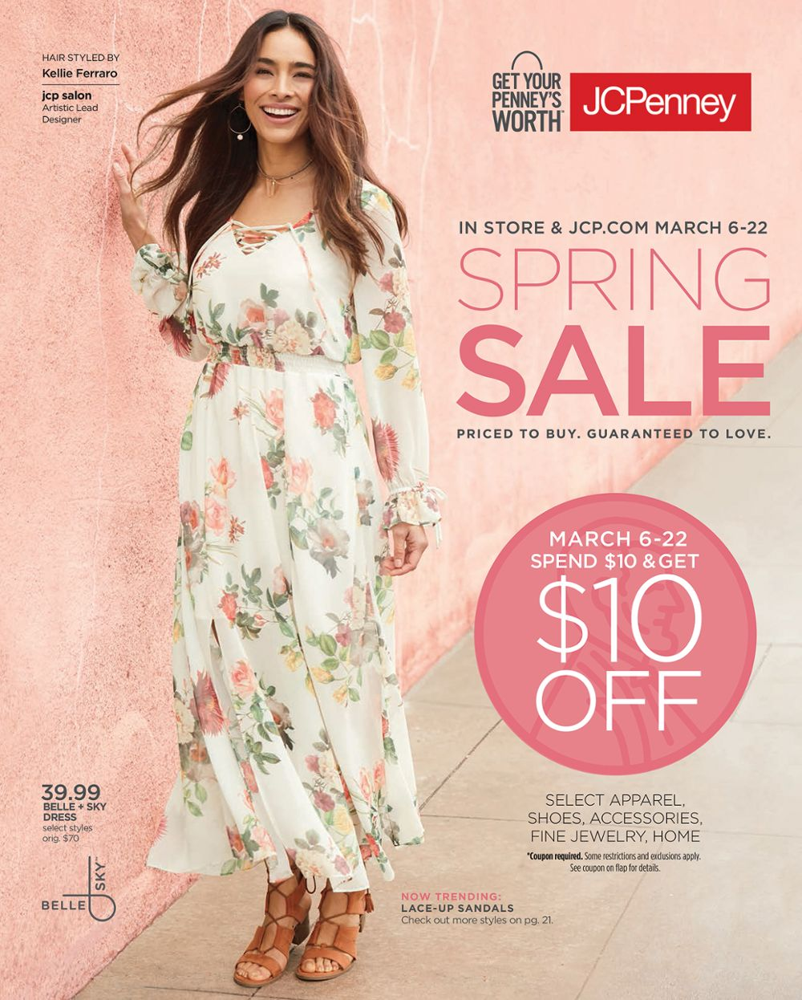 HAIR STYLED BY
Kellie Ferraro
jcp salon
Artistic Lead
Designer
GET YOUR
PENNEY'S
WORTH™
JCPenney
IN STORE & JCP.COM MARCH 6-22
SPRING
SALE
PRICED TO BUY. GUARANTEED TO LOVE.
MARCH 6-22
SPEND $10 & GET
$10
OFF
SELECT APPAREL,
SHOES, ACCESSORIES,
FINE JEWELRY, HOME
*Coupon required. Some restrictions and exclusions apply.
See coupon on flap for details.
39.99
BELLE + SKY
DRESS
select styles
orig. $70
BELLE
SKY™
NOW TRENDING:
LACE-UP SANDALS
Check out more styles on pg. 21.